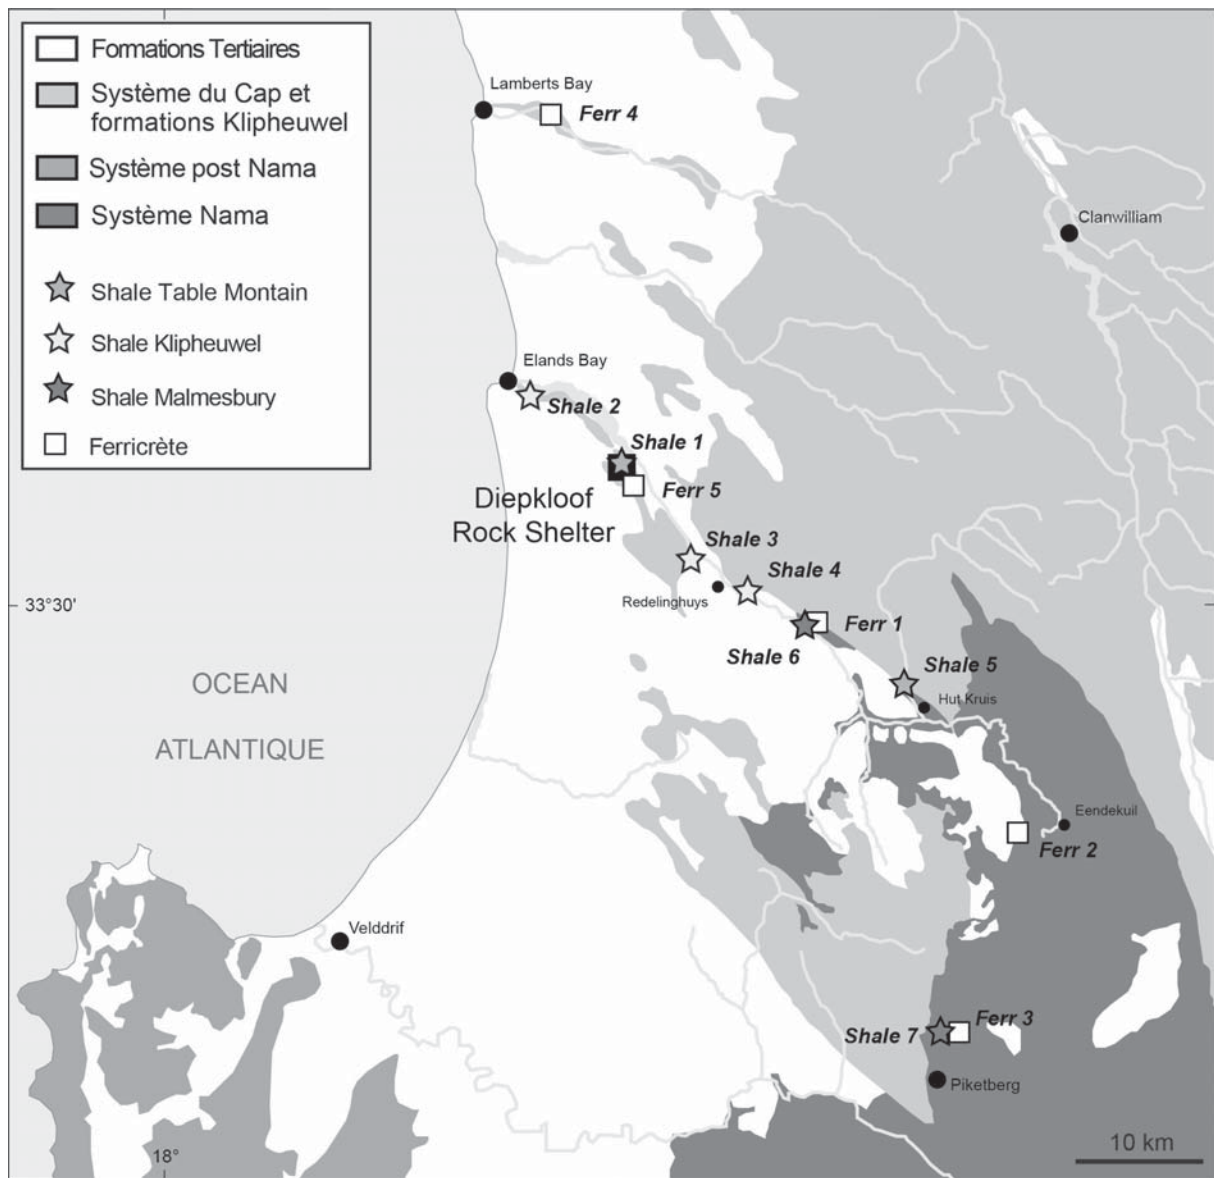 Formations Tertiaires
Système du Cap et
formations Klipheuwel
Système post Nama
Système Nama
Shale Table Montain
Shale Klipheuwel
Shale Malmesbury
Ferricrète
Lamberts Bay
Ferr 4
Clanwilliam
Elands Bay
Shale 2
Shale 1
Diepkloof
Rock Shelter
Ferr 5
Shale 3
Shale 4
Redelinghuys
33°30'
Ferr 1
Shale 6
Shale 5
Hut Kruis
OCEAN
ATLANTIQUE
Eendekuil
Ferr 2
Velddrif
Ferr 3
Shale 7
Piketberg
10 km
18°